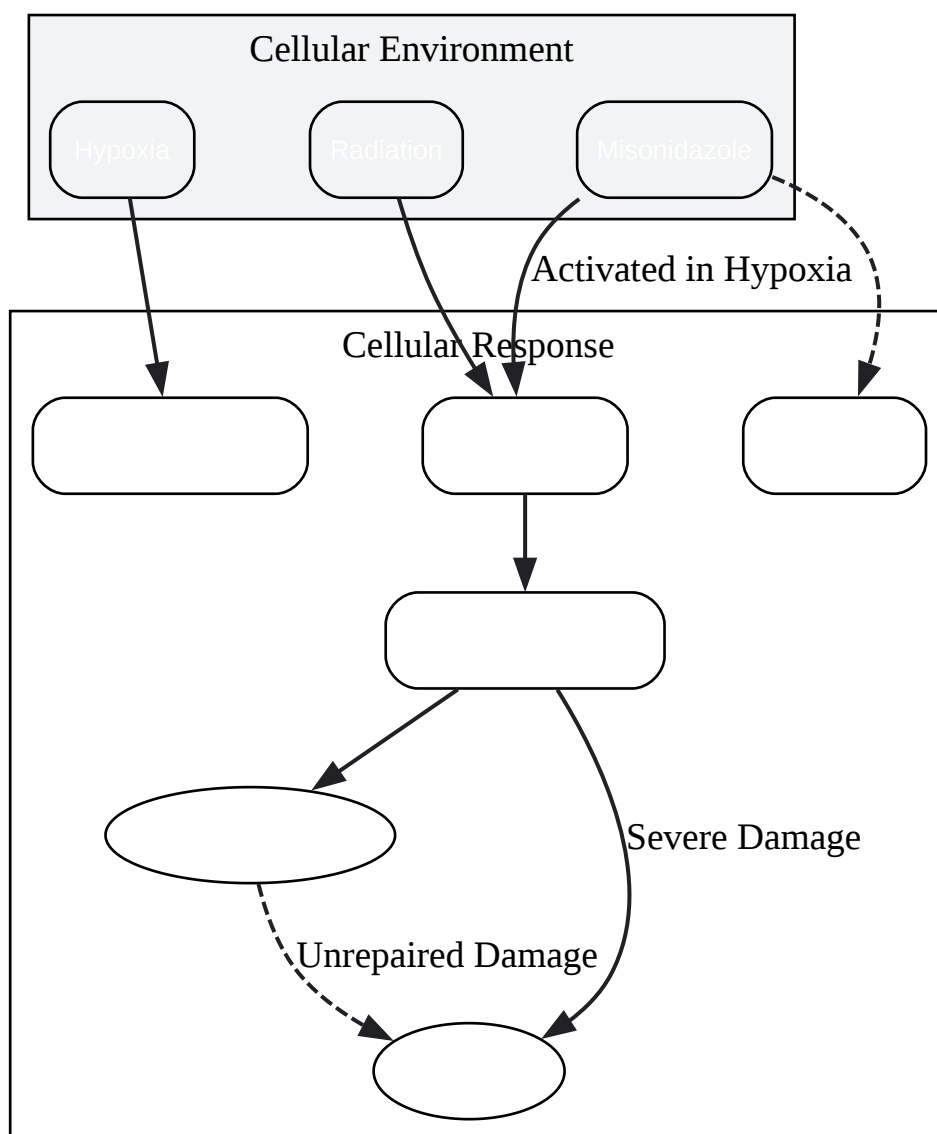 Cellular Environment
Hypoxia
Radiation
Misonidazole
Activated in Hypoxia
Cellular Response
Severe Damage
Unrepaired Damage